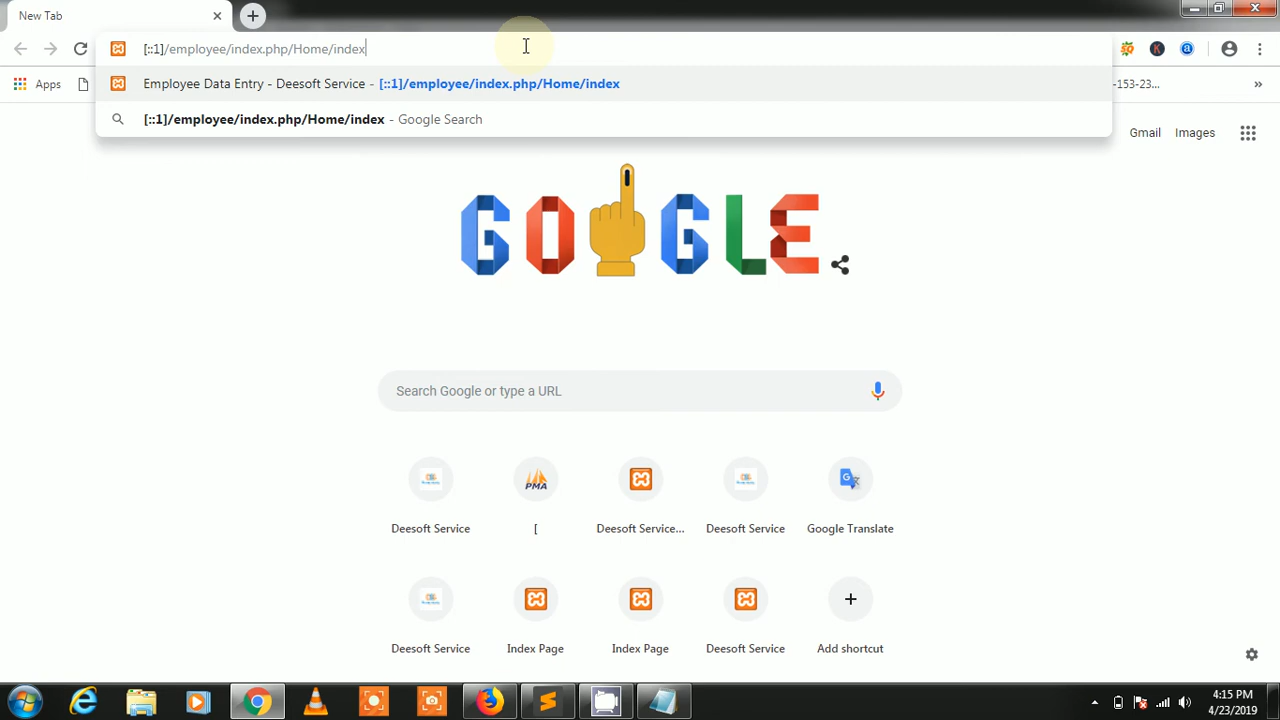 New Tab
[::1]/employee/index.php/Home/index
Apps
-153-23...
Employee Data Entry - Deesoft Service - [::1]/employee/index.php/Home/index
[::1]/employee/index.php/Home/index - Google Search
Gmail Images
GOOGLE
Search Google or type a URL
PMA
Deesoft Service
[
Deesoft Service...
Deesoft Service
Google Translate
Deesoft Service
Index Page
Index Page
Deesoft Service
Add shortcut
4:15 PM
4/23/2019